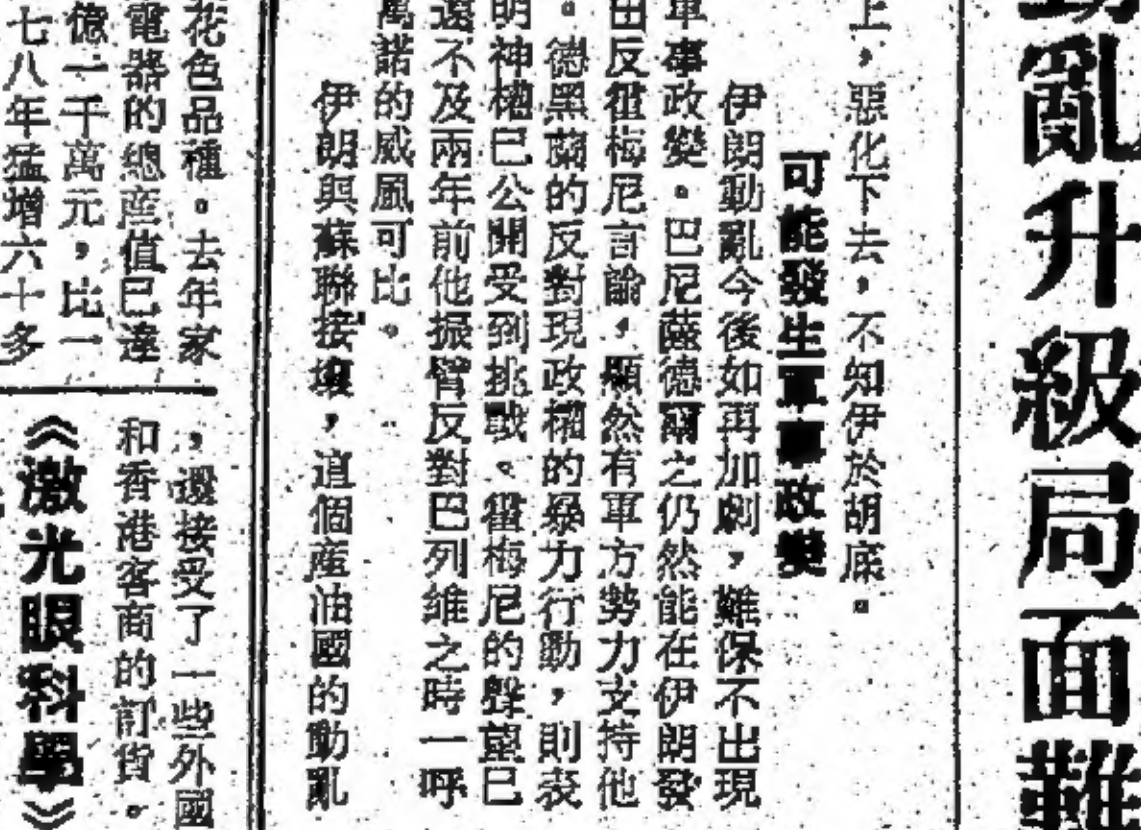 亂升級局面難
上，惡化下去，不知伊於胡底。
可能發生軍事政變
伊朗動亂今後如再加劇，難保不出現
軍事政變。巴尼薩德爾之仍然能在伊朗發
田反霍梅尼言論，顯然有軍方勢力支持他
。德黑蘭的反對現政權的暴力行動，則表
明神權已公開受到挑戰。霍梅尼的聲望已
遠不及兩年前他振臂反對巴列維之時一呼
萬諾的威風可比。
伊朗與蘇聯接壤，這個產油國的動亂
花色品種。去年家
電器的總產值已達
億一千萬元，比一
七八年猛增六十多
，還接受了一些外國
和香港客商的訂貨。
《激光眼科學》